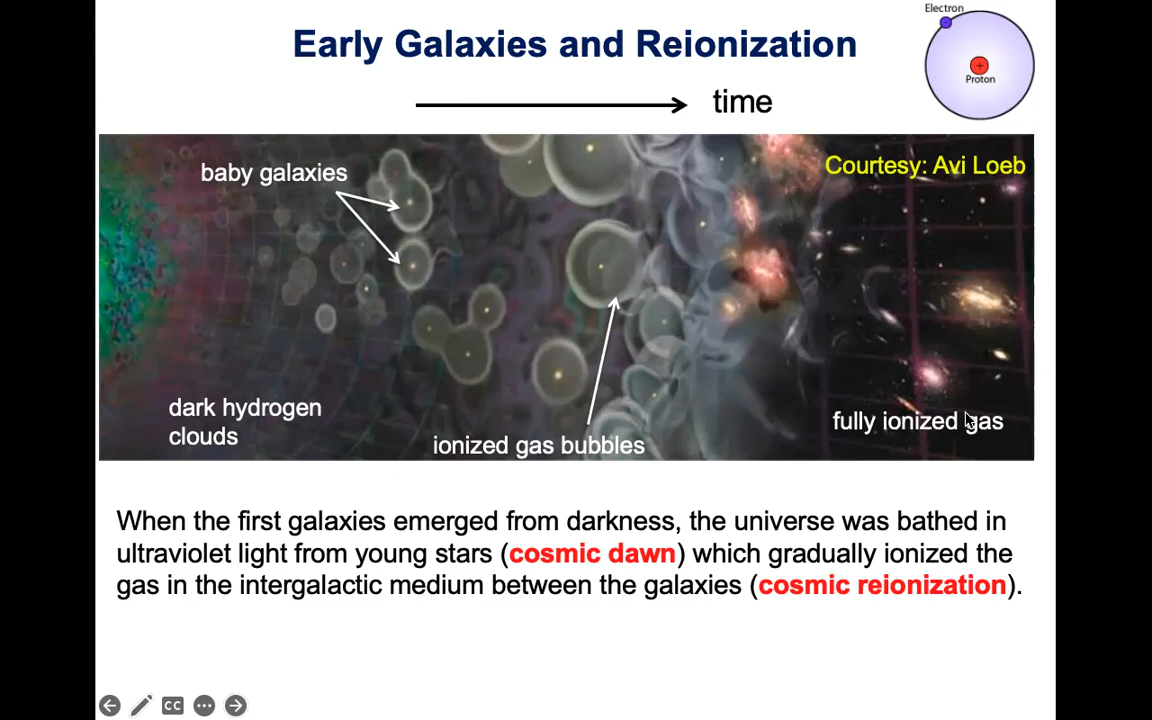 Electron
Early Galaxies and Reionization
+
Proton
time
baby galaxies
Courtesy: Avi Loeb
dark hydrogen
clouds
ionized gas bubbles
fully ionized gas
When the first galaxies emerged from darkness, the universe was bathed in
ultraviolet light from young stars (cosmic dawn) which gradually ionized the
gas in the intergalactic medium between the galaxies (cosmic reionization).
CC